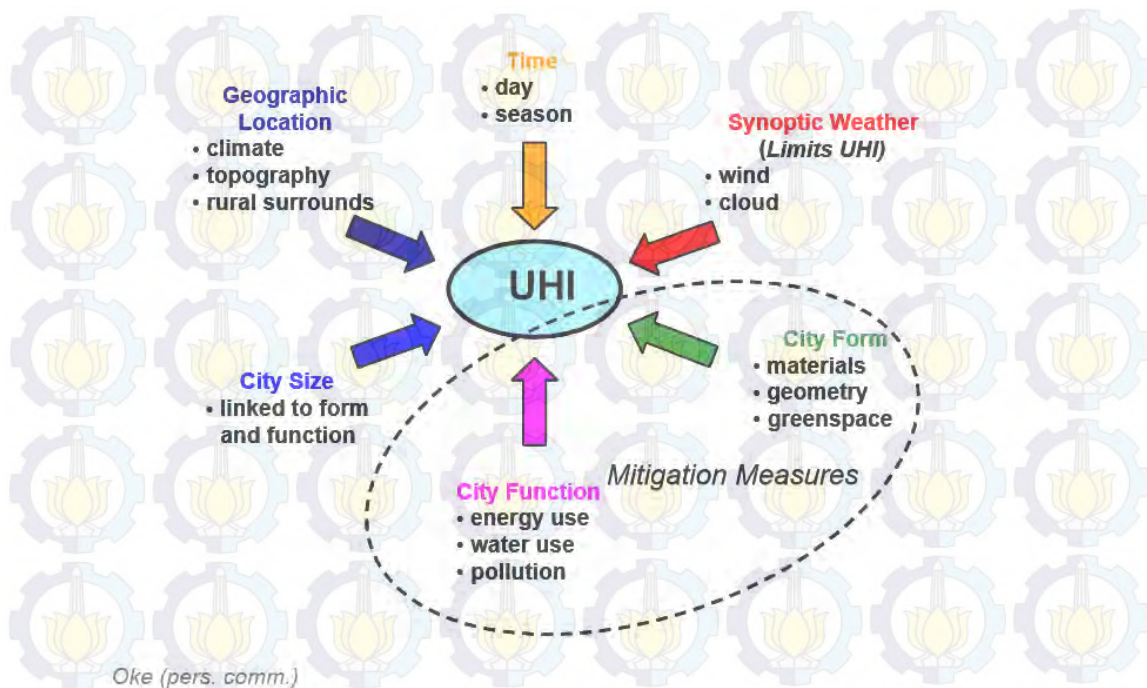 Time
• day
• season
Geographic
Location
• climate
• topography
• rural surrounds
Synoptic Weather
(Limits UHI)
• wind
• cloud
UHI
City Size
• linked to form
and function
City Form
• materials
• geometry
• greenspace
Mitigation Measures
City Function
• energy use
• water use
• pollution
Oke (pers. comm.)